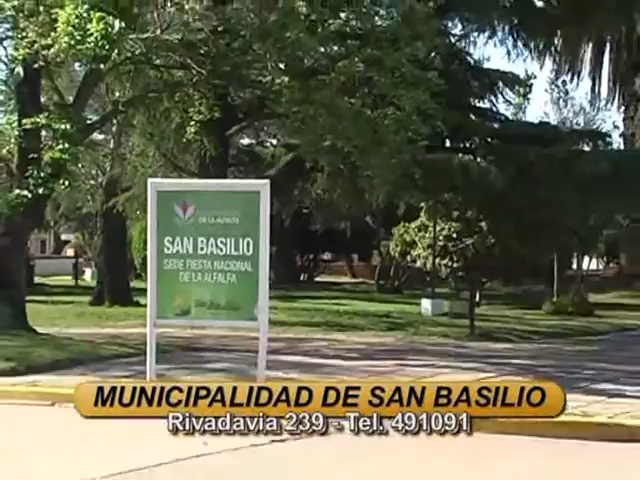 DE LA ALFALFA
SAN BASILIO
SEDE FIESTA NACIONAL
DE LA ALFALFA
MUNICIPALIDAD DE SAN BASILIO
Rivadavia 239 - Tel. 491091